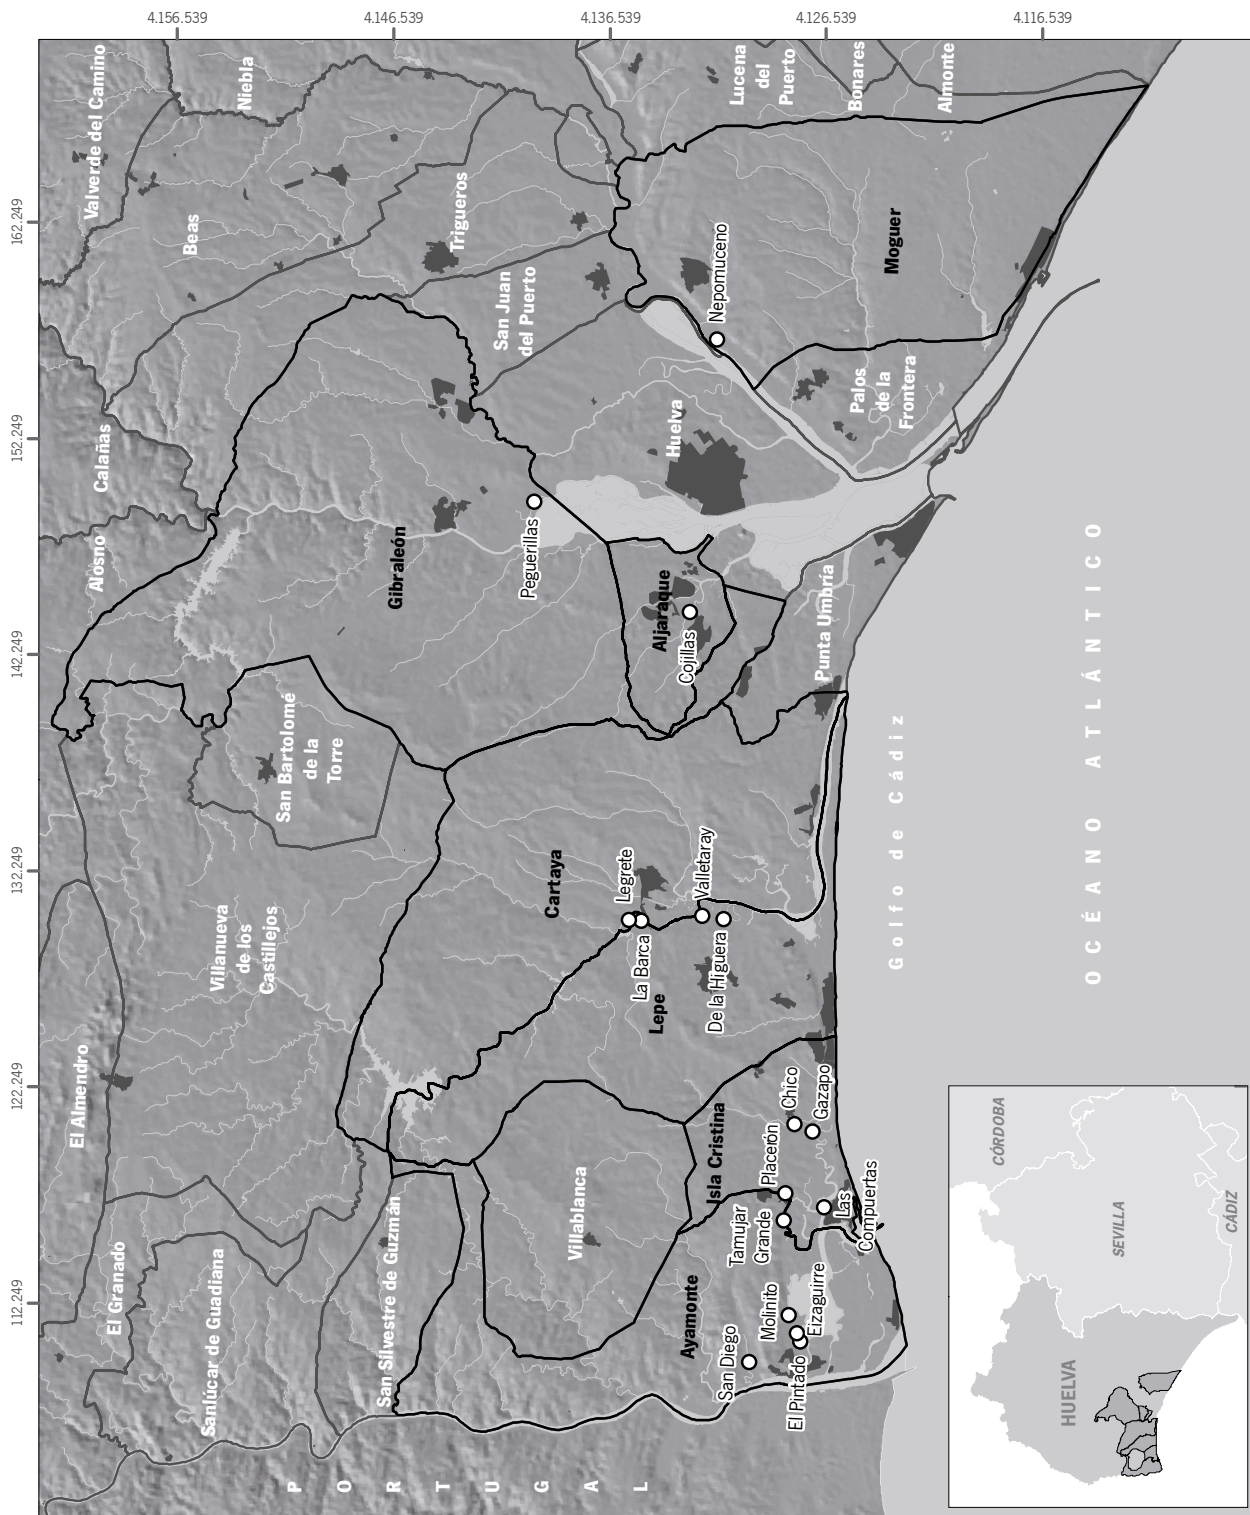 4.156.539
4.146.539
4.136.539
4.126.539
4.116.539
162.249
152.249
142.249
132.249
122.249
112.249
Valverde del Camino
Niebla
Beas
Trigueros
San Juan
del Puerto
Lucena
del
Puerto
Bonares
Almonte
Moguer
Nepomuceno
Palos
de la
Frontera
Huelva
Calañas
Alosno
Gibraleón
Peguerillas
Aljaraque
Cojillas
Punta Umbría
San Bartolomé
de la
Torre
Villanueva
de los
Castillejos
Cartaya
Legrete
La Barca
Valletaray
De la Higuera
Lepe
El Almendro
El Granado
Sanlúcar de Guadiana
San Silvestre de Guzmán
Villablanca
Isla Cristina
Chico
Gazapo
Placerón
Tamujar
Grande
Las
Compuertas
Ayamonte
Molinito
Eizaguirre
San Diego
El Pintado
PORTUGAL
Golfo de Cádiz
OCÉANO ATLÁNTICO
CÓRDOBA
SEVILLA
CÁDIZ
HUELVA